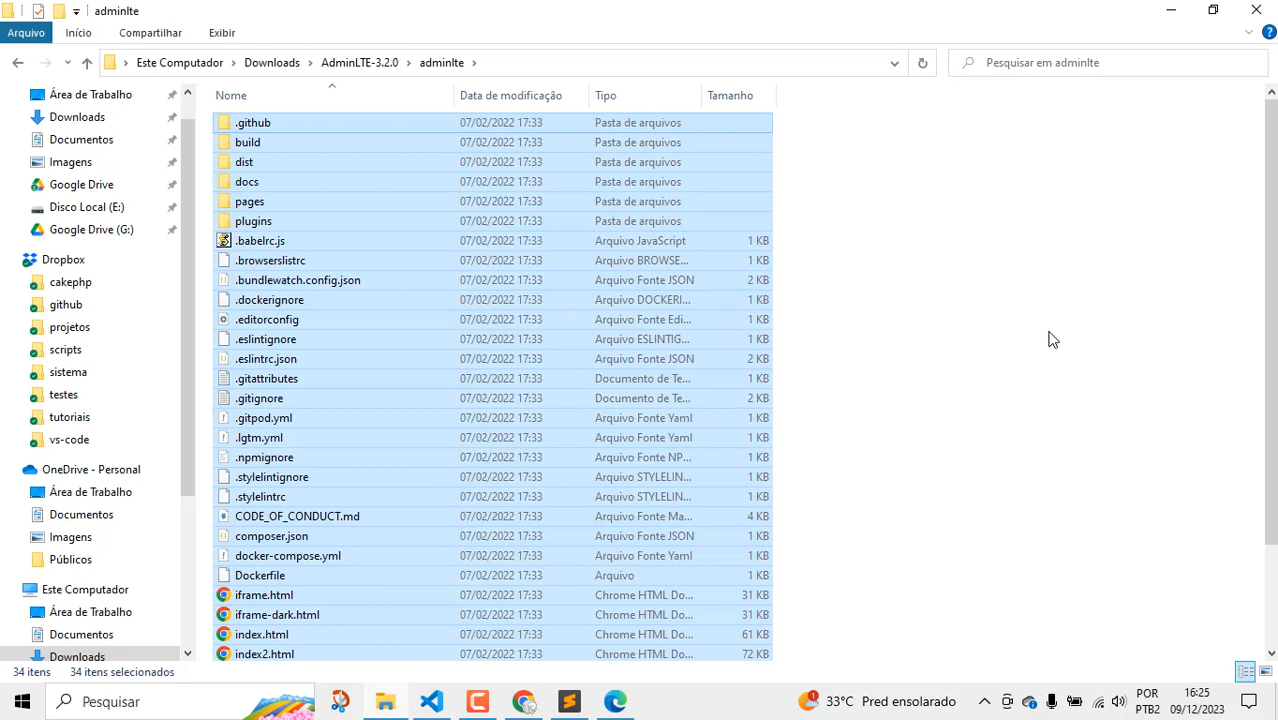 adminlte
Arquivo Início Compartilhar Exibir
Este Computador Downloads AdminLTE-3.2.0 adminlte
Pesquisar em adminlte
Área de Trabalho
Downloads
Documentos
Imagens
Google Drive
Disco Local (E:)
Google Drive (G:)
Dropbox
cakephp
github
projetos
scripts
sistema
testes
tutoriais
vs-code
OneDrive - Personal
Área de Trabalho
Documentos
Imagens
Públicos
Este Computador
Área de Trabalho
Documentos
Downloads
Nome Data de modificação Tipo Tamanho
.github 07/02/2022 17:33 Pasta de arquivos
build 07/02/2022 17:33 Pasta de arquivos
dist 07/02/2022 17:33 Pasta de arquivos
docs 07/02/2022 17:33 Pasta de arquivos
pages 07/02/2022 17:33 Pasta de arquivos
plugins 07/02/2022 17:33 Pasta de arquivos
.babelrc.js 07/02/2022 17:33 Arquivo JavaScript 1 KB
.browserslistrc 07/02/2022 17:33 Arquivo BROWSE... 1 KB
.bundlewatch.config.json 07/02/2022 17:33 Arquivo Fonte JSON 2 KB
.dockerignore 07/02/2022 17:33 Arquivo DOCKERI... 1 KB
.editorconfig 07/02/2022 17:33 Arquivo Fonte Edi... 1 KB
.eslintignore 07/02/2022 17:33 Arquivo ESLINTIG... 1 KB
.eslintrc.json 07/02/2022 17:33 Arquivo Fonte JSON 2 KB
.gitattributes 07/02/2022 17:33 Documento de Te... 1 KB
.gitignore 07/02/2022 17:33 Documento de Te... 2 KB
.gitpod.yml 07/02/2022 17:33 Arquivo Fonte Yaml 1 KB
.lgtm.yml 07/02/2022 17:33 Arquivo Fonte Yaml 1 KB
.npmignore 07/02/2022 17:33 Arquivo Fonte NP... 1 KB
.stylelintignore 07/02/2022 17:33 Arquivo STYLELIN... 1 KB
.stylelintrc 07/02/2022 17:33 Arquivo STYLELIN... 1 KB
CODE_OF_CONDUCT.md 07/02/2022 17:33 Arquivo Fonte Ma... 4 KB
composer.json 07/02/2022 17:33 Arquivo Fonte JSON 1 KB
docker-compose.yml 07/02/2022 17:33 Arquivo Fonte Yaml 1 KB
Dockerfile 07/02/2022 17:33 Arquivo 1 KB
iframe.html 07/02/2022 17:33 Chrome HTML Do... 31 KB
iframe-dark.html 07/02/2022 17:33 Chrome HTML Do... 31 KB
index.html 07/02/2022 17:33 Chrome HTML Do... 61 KB
index2.html 07/02/2022 17:33 Chrome HTML Do... 72 KB
34 itens 34 itens selecionados
Pesquisar
1 33°C Pred ensolarado
POR
PTB2
16:25
09/12/2023